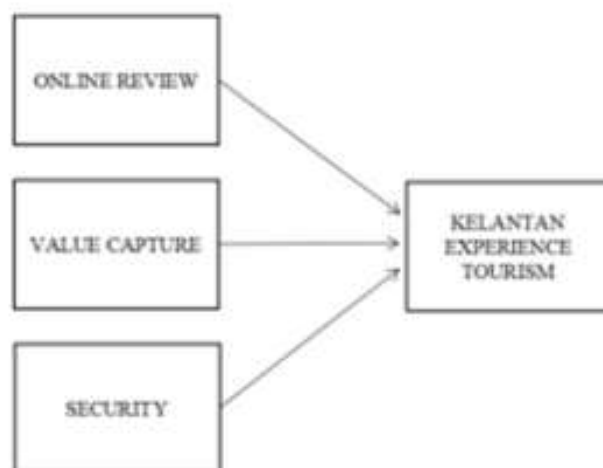 ONLINE REVIEW
VALUE CAPTURE
SECURITY
KELANTAN
EXPERIENCE
TOURISM